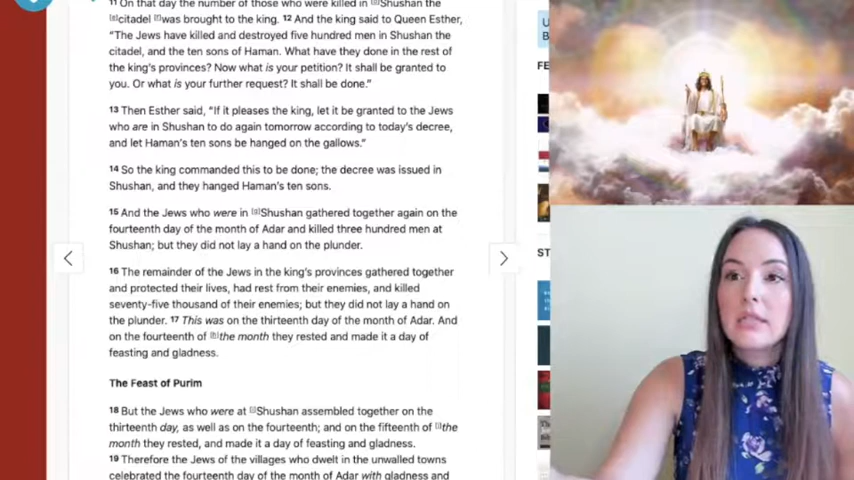 11 On that day the number of those who were killed in [d]Shushan the
[e]citadel [f]was brought to the king. 12 And the king said to Queen Esther,
“The Jews have killed and destroyed five hundred men in Shushan the
citadel, and the ten sons of Haman. What have they done in the rest of
the king’s provinces? Now what is your petition? It shall be granted to
you. Or what is your further request? It shall be done.”
13 Then Esther said, “If it pleases the king, let it be granted to the Jews
who are in Shushan to do again tomorrow according to today’s decree,
and let Haman’s ten sons be hanged on the gallows.”
14 So the king commanded this to be done; the decree was issued in
Shushan, and they hanged Haman’s ten sons.
15 And the Jews who were in [g]Shushan gathered together again on the
fourteenth day of the month of Adar and killed three hundred men at
Shushan; but they did not lay a hand on the plunder.
16 The remainder of the Jews in the king’s provinces gathered together
and protected their lives, had rest from their enemies, and killed
seventy-five thousand of their enemies; but they did not lay a hand on
the plunder. 17 This was on the thirteenth day of the month of Adar. And
on the fourteenth of [h]the month they rested and made it a day of
feasting and gladness.
The Feast of Purim
18 But the Jews who were at [i]Shushan assembled together on the
thirteenth day, as well as on the fourteenth; and on the fifteenth of [j]the
month they rested, and made it a day of feasting and gladness.
19 Therefore the Jews of the villages who dwelt in the unwalled towns
celebrated the fourteenth day of the month of Adar with gladness and
U
B
FE
ST